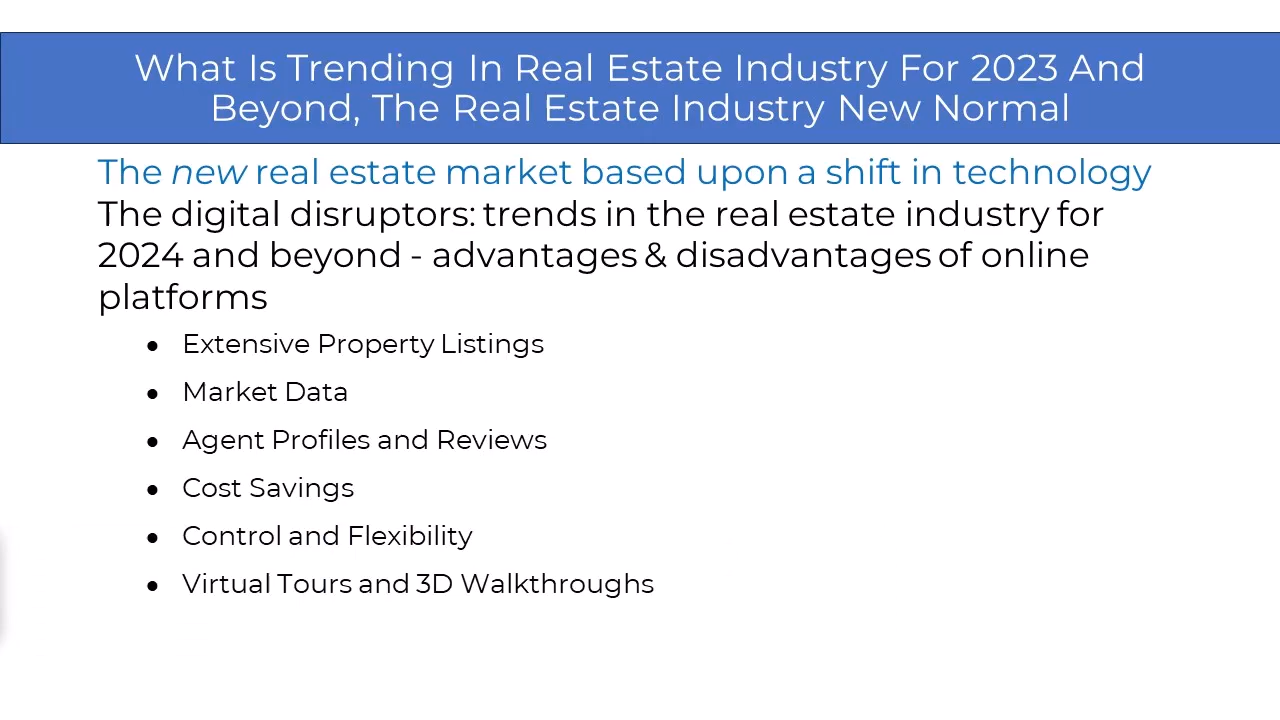 What Is Trending In Real Estate Industry For 2023 And
Beyond, The Real Estate Industry New Normal
The new real estate market based upon a shift in technology
The digital disruptors: trends in the real estate industry for
2024 and beyond - advantages & disadvantages of online
platforms
● Extensive Property Listings
● Market Data
● Agent Profiles and Reviews
● Cost Savings
● Control and Flexibility
● Virtual Tours and 3D Walkthroughs